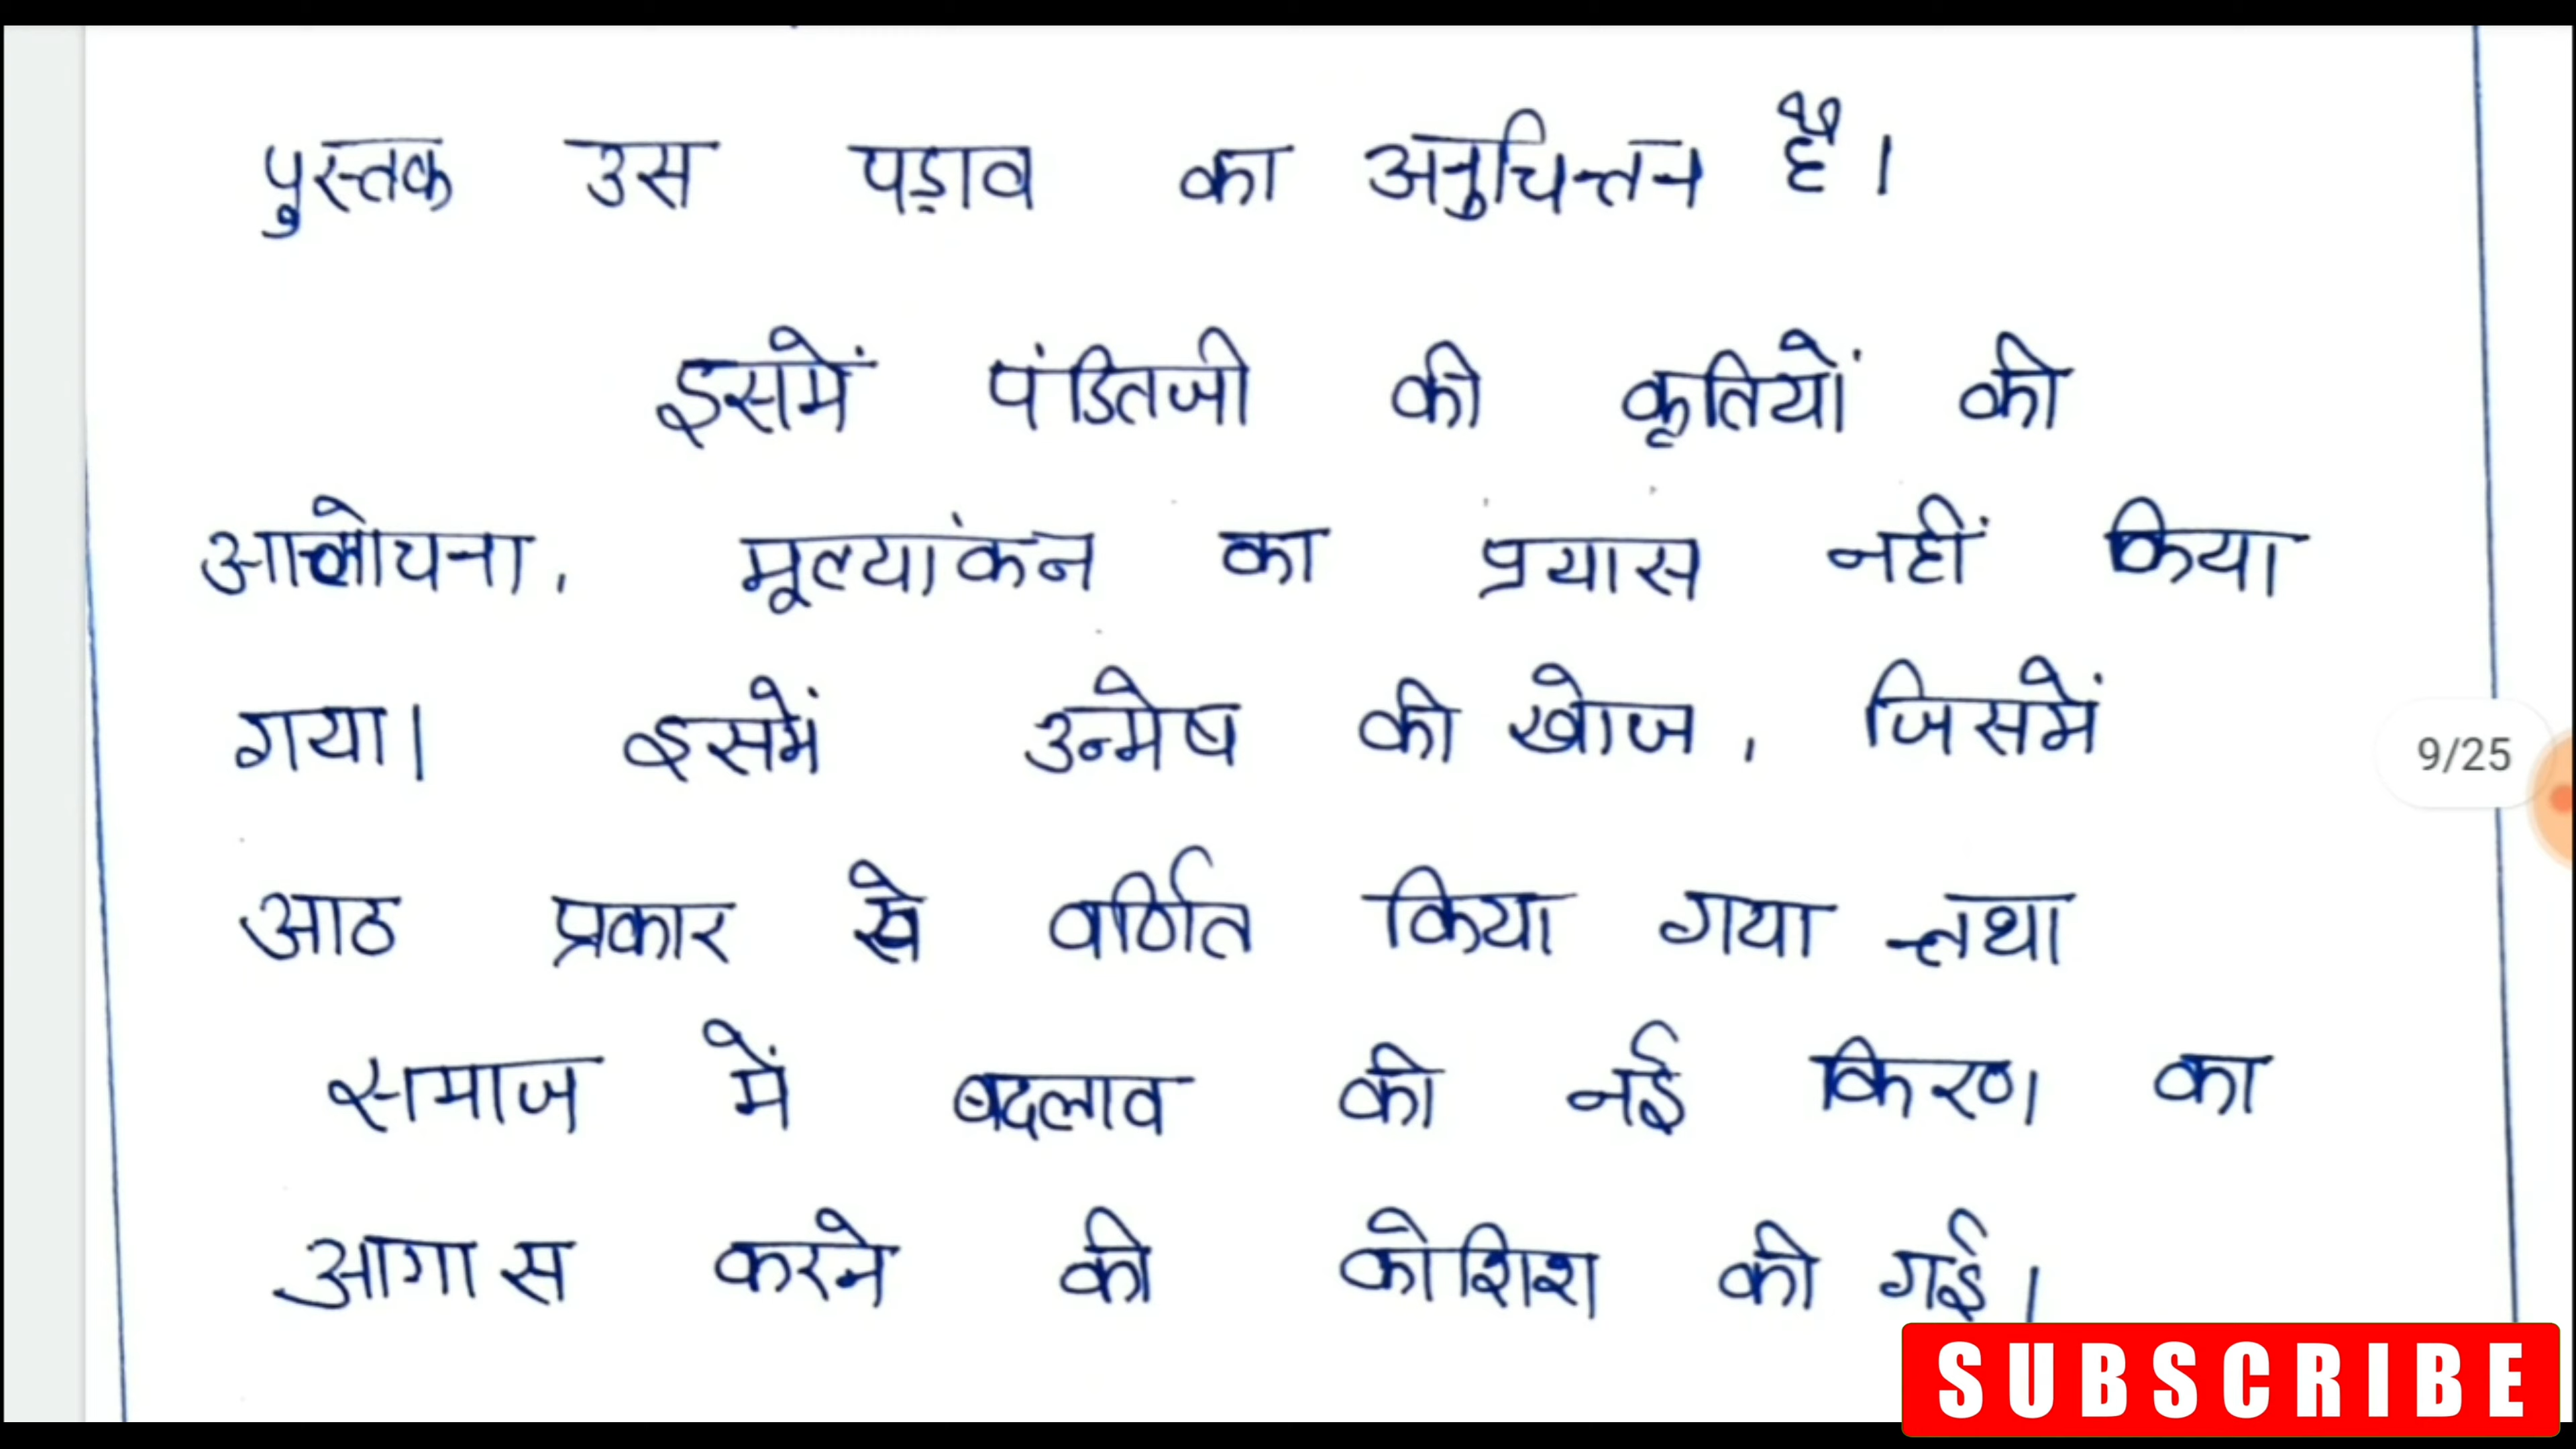 पुस्तक उस पड़ाव का अनुचिन्तन है।
इसमें पंडितजी की कृतियों की
आलोचना, मूल्यांकन का प्रयास नहीं किया
गया। इसमें उन्मेष की खोज, जिसमें
आठ प्रकार से वर्णित किया गया तथा
समाज में बदलाव की नई किरण का
आगास करने की कोशिश की गई।
9/25
SUBSCRIBE